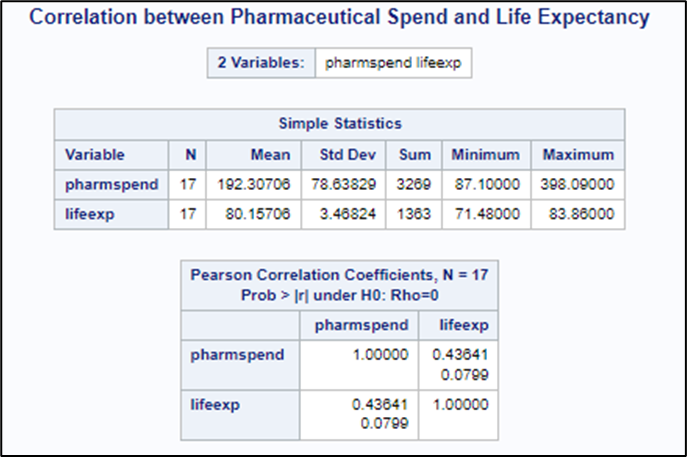 Correlation between Pharmaceutical Spend and Life Expectancy
2 Variables: pharmspend lifeexp
Simple Statistics
Variable N Mean Std Dev Sum Minimum Maximum
pharmspend 17 192.30706 78.63829 3269 87.10000 398.09000
lifeexp 17 80.15706 3.46824 1363 71.48000 83.86000
Pearson Correlation Coefficients, N = 17
Prob > |r| under H0: Rho=0
pharmspend lifeexp
pharmspend 1.00000 0.43641
0.0799
lifeexp 0.43641 1.00000
0.0799